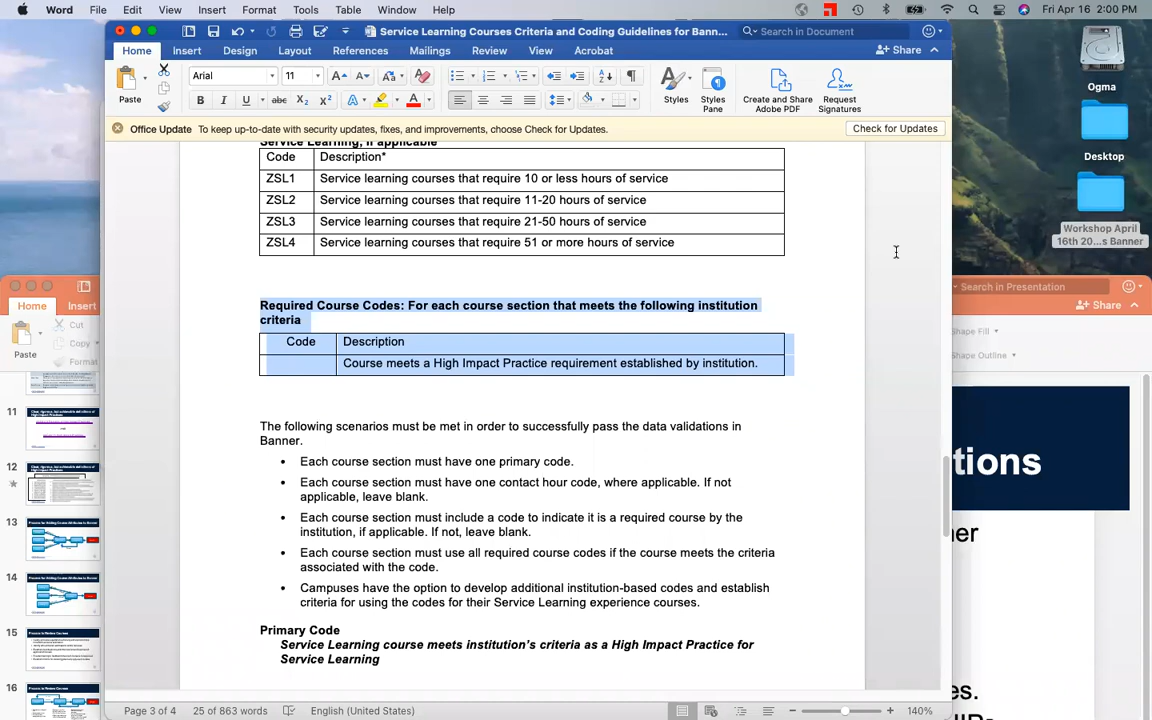 Word File Edit View Insert Format Tools Table Window Help
Fri Apr 16 2:00 PM
Service Learning Courses Criteria and Coding Guidelines for Bann...
Search in Document
Home Insert Design Layout References Mailings Review View Acrobat
Share
Paste
Arial
11
Styles
Styles
Pane
Create and Share
Adobe PDF
Request
Signatures
Office Update To keep up-to-date with security updates, fixes, and improvements, choose Check for Updates.
Check for Updates
Service Learning, if applicable
Code Description*
ZSL1 Service learning courses that require 10 or less hours of service
ZSL2 Service learning courses that require 11-20 hours of service
ZSL3 Service learning courses that require 21-50 hours of service
ZSL4 Service learning courses that require 51 or more hours of service
Required Course Codes: For each course section that meets the following institution
criteria
Code Description
Course meets a High Impact Practice requirement established by institution.
The following scenarios must be met in order to successfully pass the data validations in
Banner.
• Each course section must have one primary code.
• Each course section must have one contact hour code, where applicable. If not
applicable, leave blank.
• Each course section must include a code to indicate it is a required course by the
institution, if applicable. If not, leave blank.
• Each course section must use all required course codes if the course meets the criteria
associated with the code.
• Campuses have the option to develop additional institution-based codes and establish
criteria for using the codes for their Service Learning experience courses.
Primary Code
Service Learning course meets institution's criteria as a High Impact Practice for
Service Learning
Page 3 of 4 25 of 863 words English (United States)
140%
Ogma
Desktop
Workshop April
16th 20...s Banner
Home Insert
Paste
Cut
Copy
Format
11
12
13
14
15
16
Search in Presentation
Share
Shape Fill
Shape Outline
tions
ner
es.